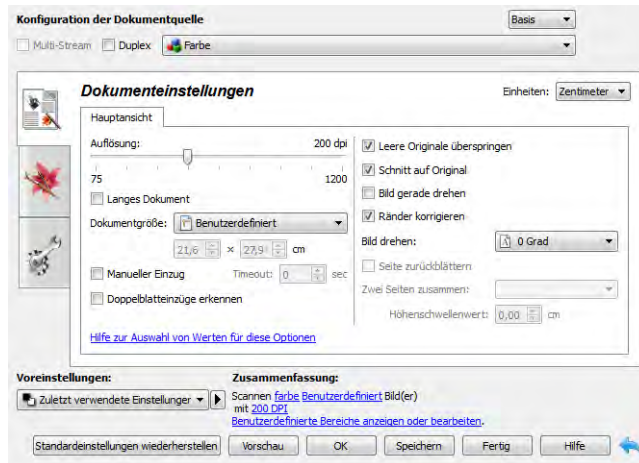 Konfiguration der Dokumentquelle
Basis
Multi-Stream Duplex Farbe
Dokumenteinstellungen
Einheiten: Zentimeter
Hauptansicht
Auflösung: 200 dpi
75 1200
Langes Dokument
Dokumentgröße: Benutzerdefiniert
21,6 x 27,9 cm
Manueller Einzug Timeout: 0 sec
Doppelblatteinzüge erkennen
Hilfe zur Auswahl von Werten für diese Optionen
Leere Originale überspringen
Schnitt auf Original
Bild gerade drehen
Ränder korrigieren
Bild drehen: 0 Grad
Seite zurückblättern
Zwei Seiten zusammen:
Höhenschwellenwert: 0,00 cm
Voreinstellungen:
Zuletzt verwendete Einstellunger
Zusammenfassung:
Scannen farbe Benutzerdefiniert Bild(er)
mit 200 DPI
Benutzerdefinierte Bereiche anzeigen oder bearbeiten.
Standardeinstellungen wiederherstellen Vorschau OK Speichern Fertig Hilfe